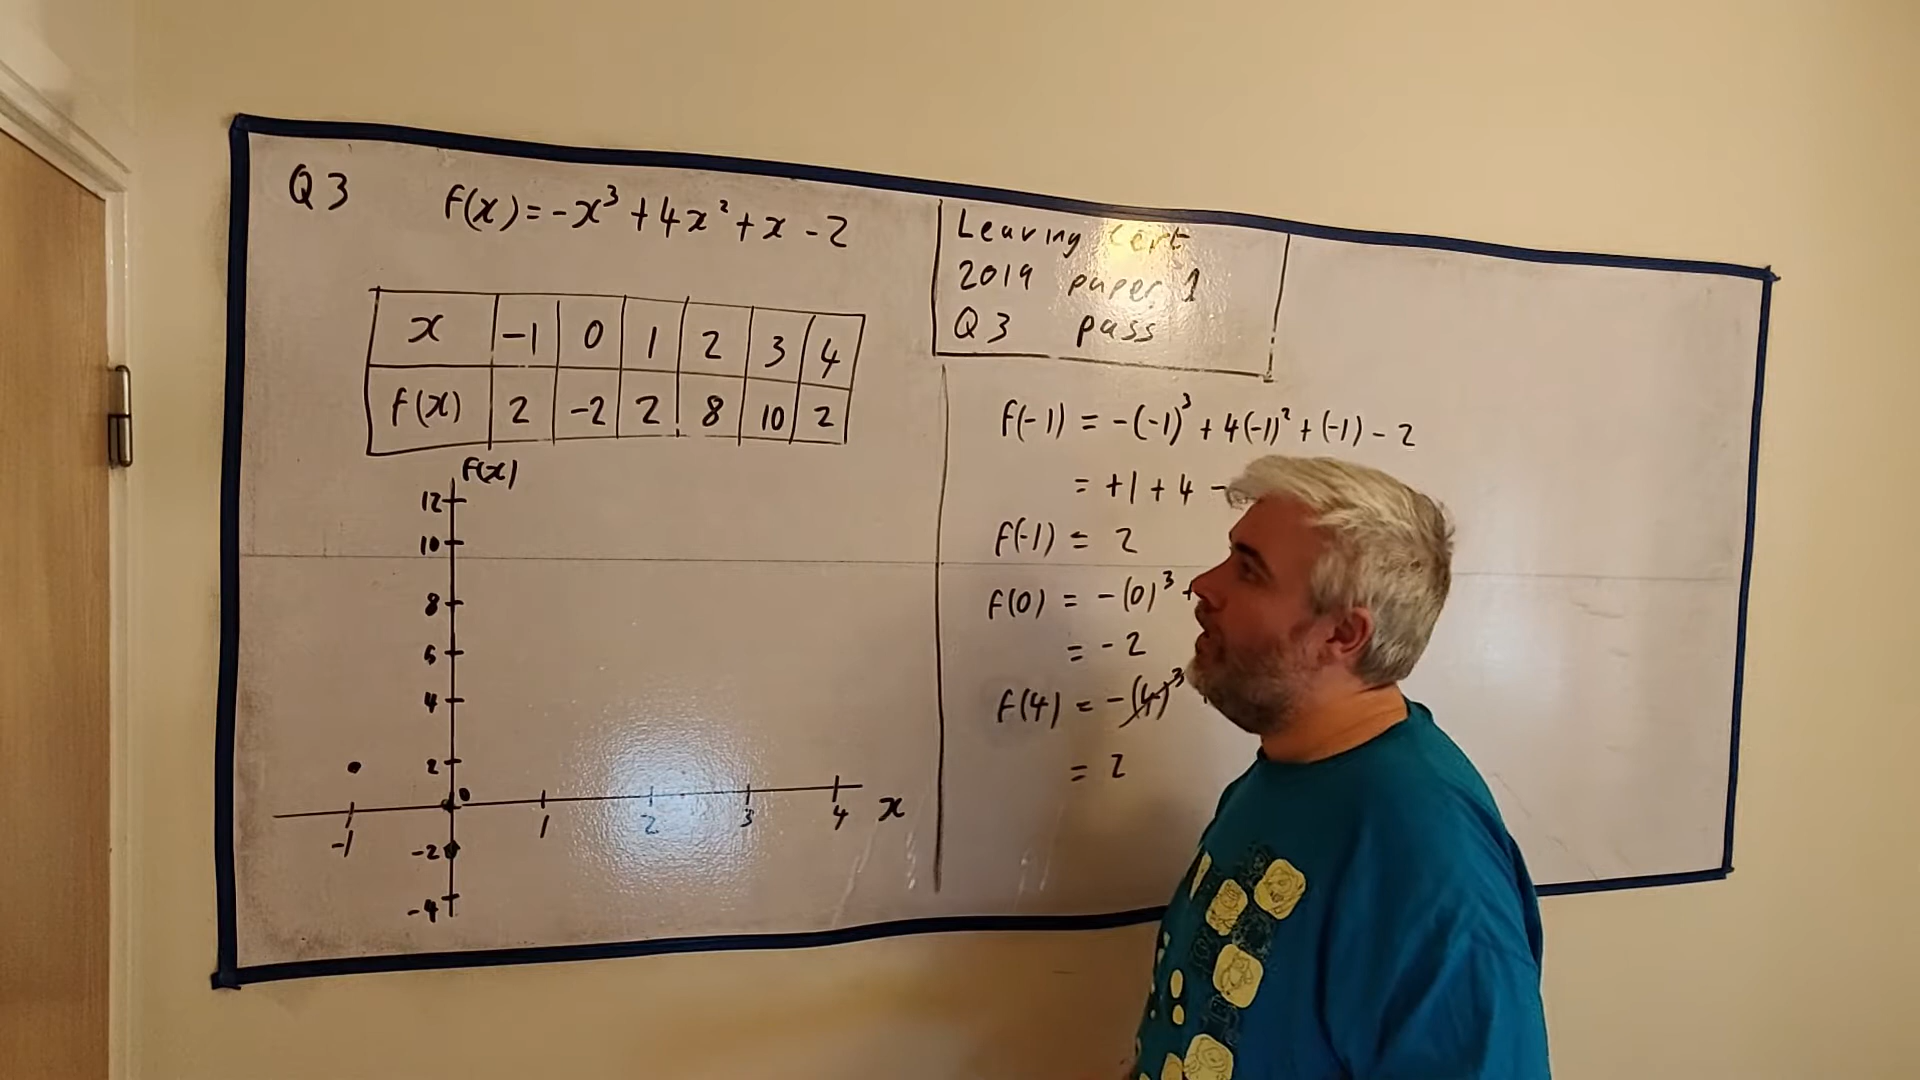 Q3 f(x) = -x³ + 4x² + x - 2
Leaving Cert
2019 paper 1
Q3 pass
x -1 0 1 2 3 4
f(x) 2 -2 2 8 10 2
f(x)
12
10
8
6
4
2
0
-1 1 2 3 4 x
-2
-4
f(-1) = -(-1)³ + 4(-1)² + (-1) - 2
= +1 + 4 -
f(-1) = 2
f(0) = -(0)³ +
= -2
f(4) = -(4)³
= 2